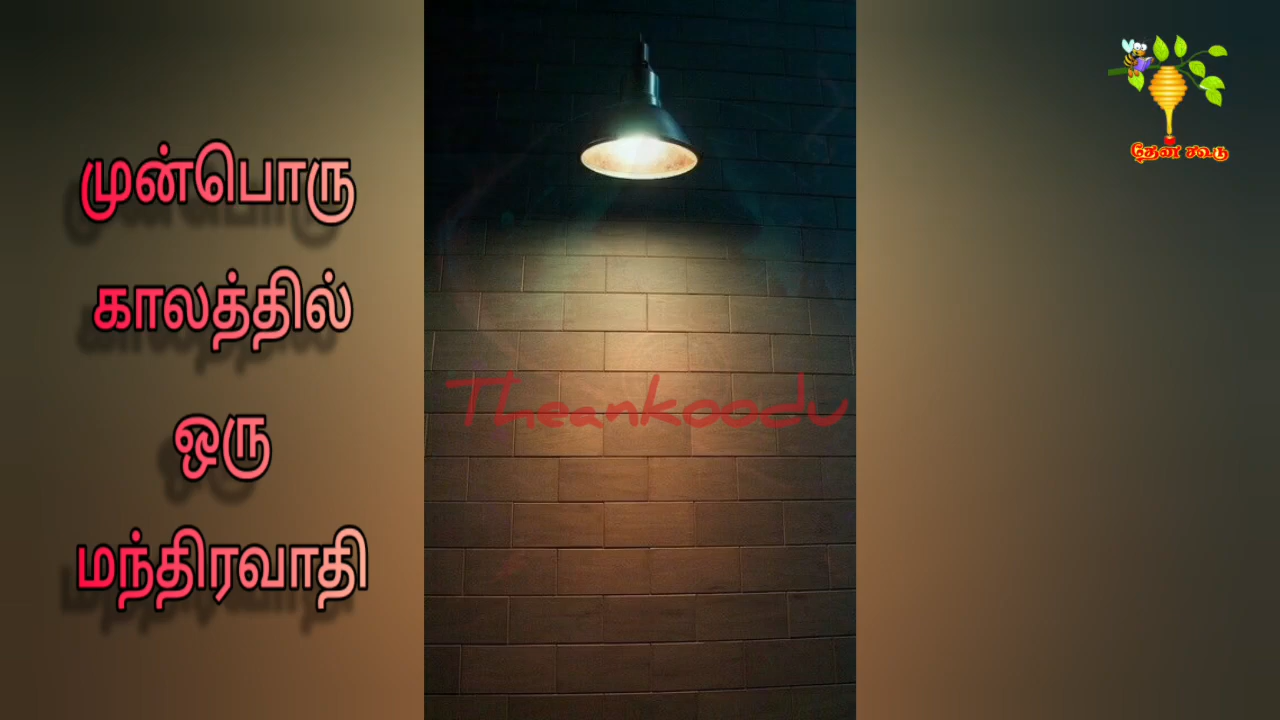 முன்பொரு
காலத்தில்
ஒரு
மந்திரவாதி
Theankoodu
தேன் கூடு